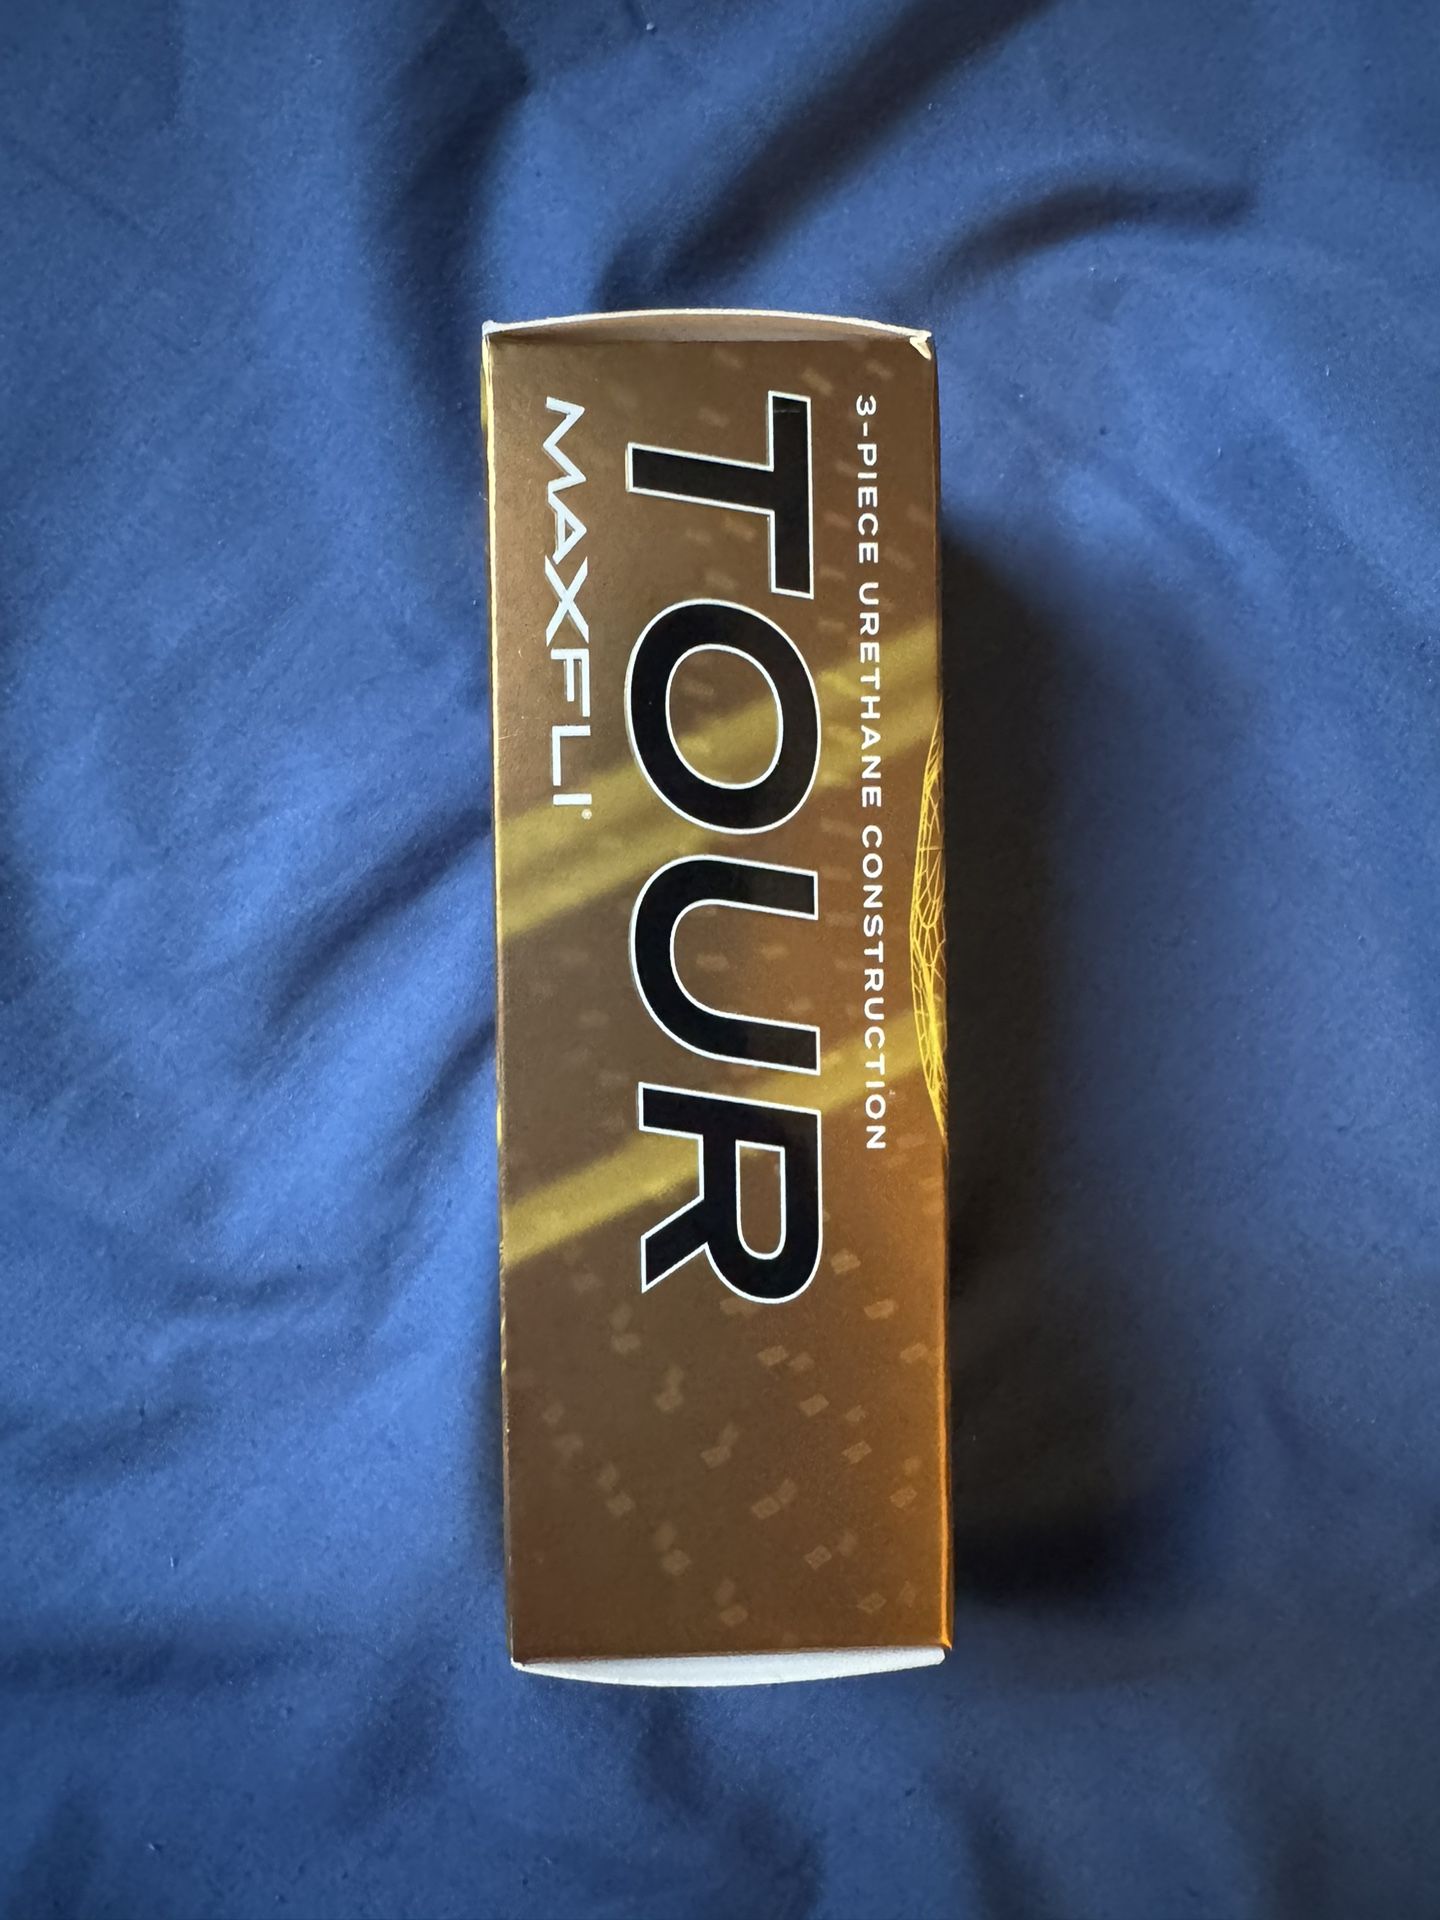 3-PIECE URETHANE CONSTRUCTION
TOUR
MAXFLI®